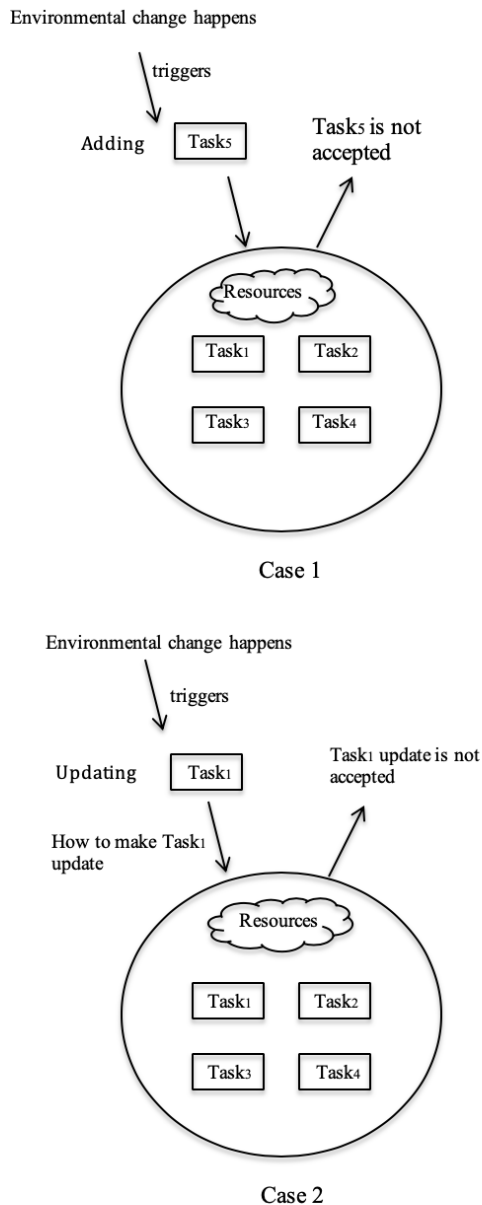 Environmental change happens
triggers
Adding
Task5
Task5 is not
accepted
Resources
Task1
Task2
Task3
Task4
Case 1
Environmental change happens
triggers
Updating
Task1
Task1 update is not
accepted
How to make Task1
update
Resources
Task1
Task2
Task3
Task4
Case 2